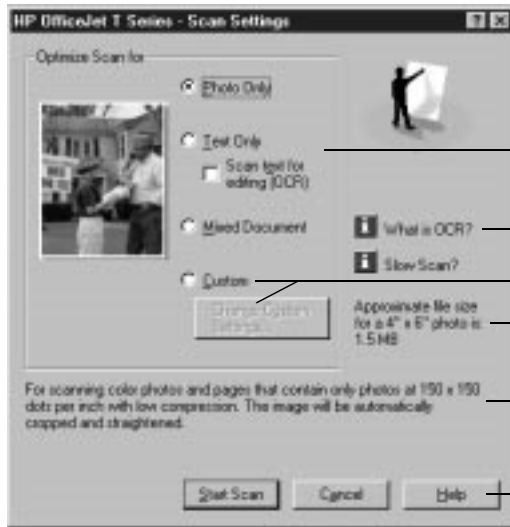 HP OfficeJet T Series - Scan Settings
Optimize Scan for
Photo Only
Text Only
Scan text for
editing (OCR)
Mixed Document
Custom
Change Custom
Settings...
What is OCR?
Slow Scan?
Approximate file size
for a 4" x 6" photo is
1.5 MB
For scanning color photos and pages that contain only photos at 150 x 150
dots per inch with low compression. The image will be automatically
cropped and straightened.
Start Scan
Cancel
Help